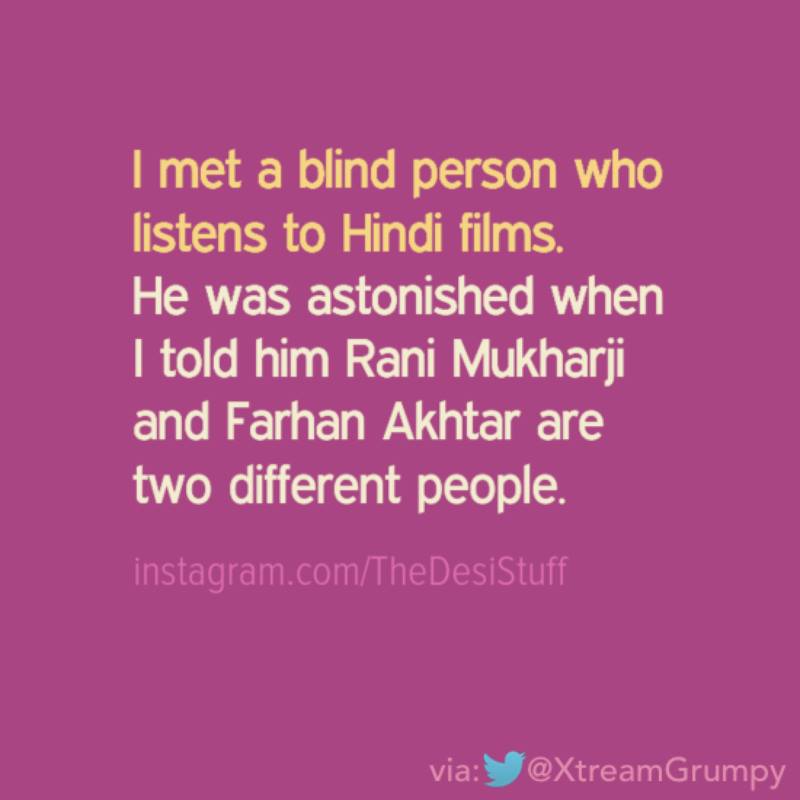 I met a blind person who
listens to Hindi films.
He was astonished when
I told him Rani Mukharji
and Farhan Akhtar are
two different people.
instagram.com/TheDesiStuff
via: @XtreamGrumpy